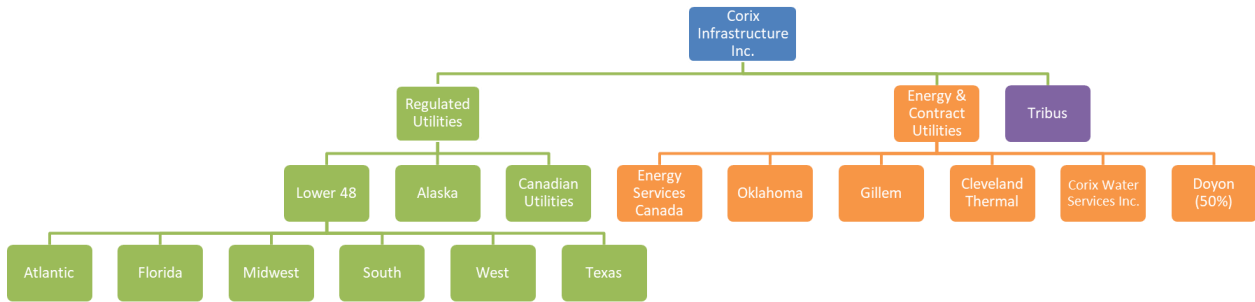 Corix
Infrastructure
Inc.
Regulated
Utilities
Energy &
Contract
Utilities
Tribus
Lower 48
Alaska
Canadian
Utilities
Energy
Services
Canada
Oklahoma
Gillem
Cleveland
Thermal
Corix Water
Services Inc.
Doyon
(50%)
Atlantic
Florida
Midwest
South
West
Texas